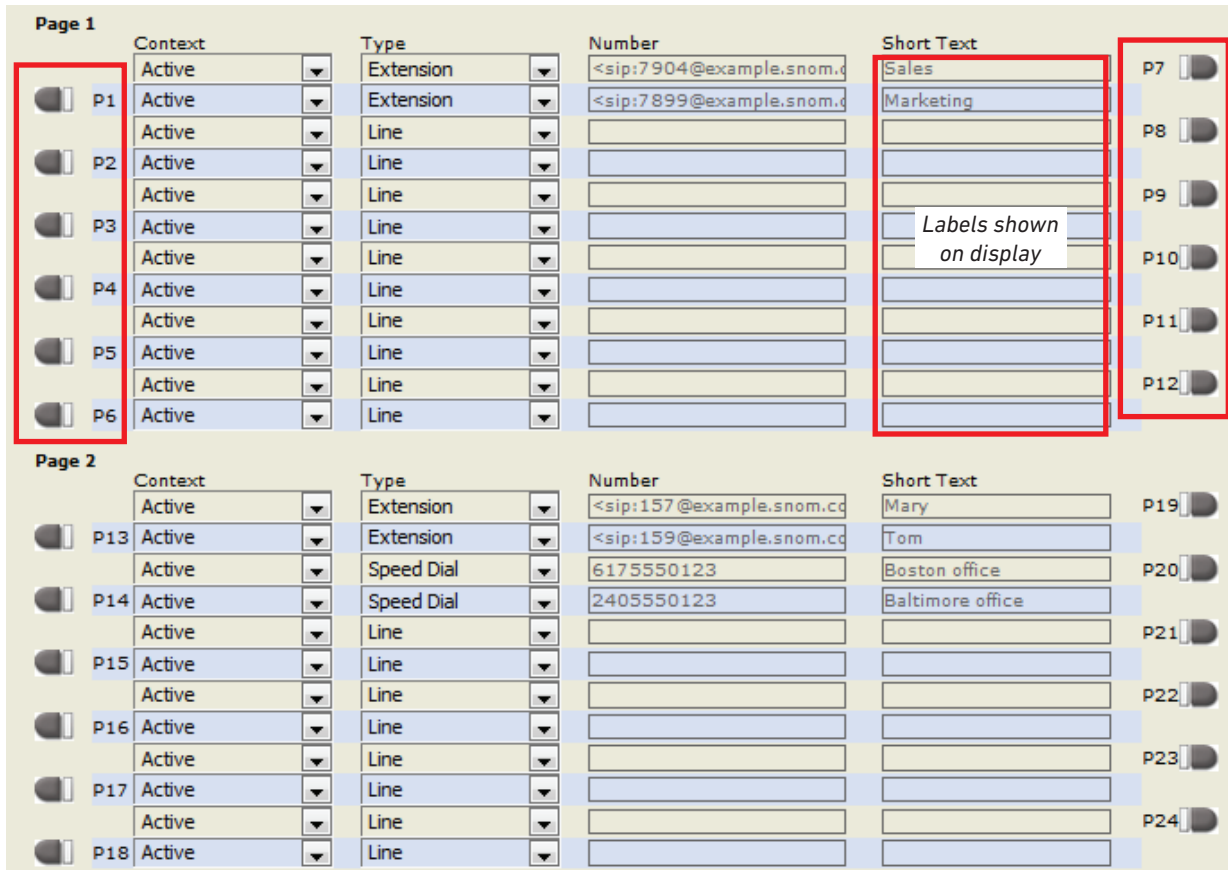 Page 1
Context Type Number Short Text
Active Extension <sip:7904@example.snom.c Sales P7
P1 Active Extension <sip:7899@example.snom.c Marketing
Active Line P8
P2 Active Line
Active Line P9
P3 Active Line
Labels shown
on display
Active Line P10
P4 Active Line
Active Line P11
P5 Active Line
Active Line P12
P6 Active Line
Page 2
Context Type Number Short Text
Active Extension <sip:157@example.snom.co Mary P19
P13 Active Extension <sip:159@example.snom.co Tom
Active Speed Dial 6175550123 Boston office P20
P14 Active Speed Dial 2405550123 Baltimore office
Active Line P21
P15 Active Line
Active Line P22
P16 Active Line
Active Line P23
P17 Active Line
Active Line P24
P18 Active Line